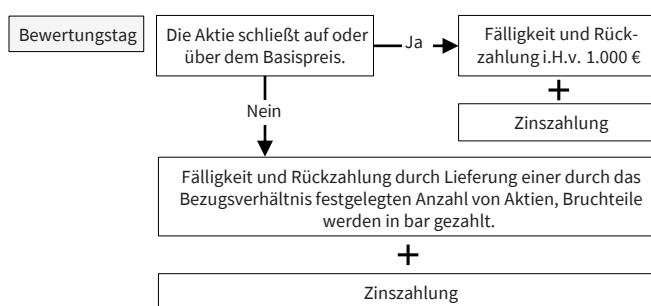 Bewertungstag
Die Aktie schließt auf oder
über dem Basispreis.
Ja
Fälligkeit und Rück-
zahlung i.H.v. 1.000 €
+
Zinszahlung
Nein
Fälligkeit und Rückzahlung durch Lieferung einer durch das
Bezugsverhältnis festgelegten Anzahl von Aktien, Bruchteile
werden in bar gezahlt.
+
Zinszahlung